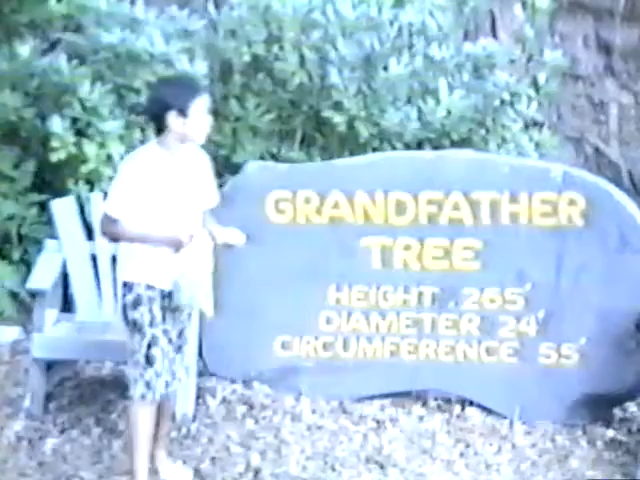 GRANDFATHER
TREE
HEIGHT 265'
DIAMETER 24'
CIRCUMFERENCE 55'